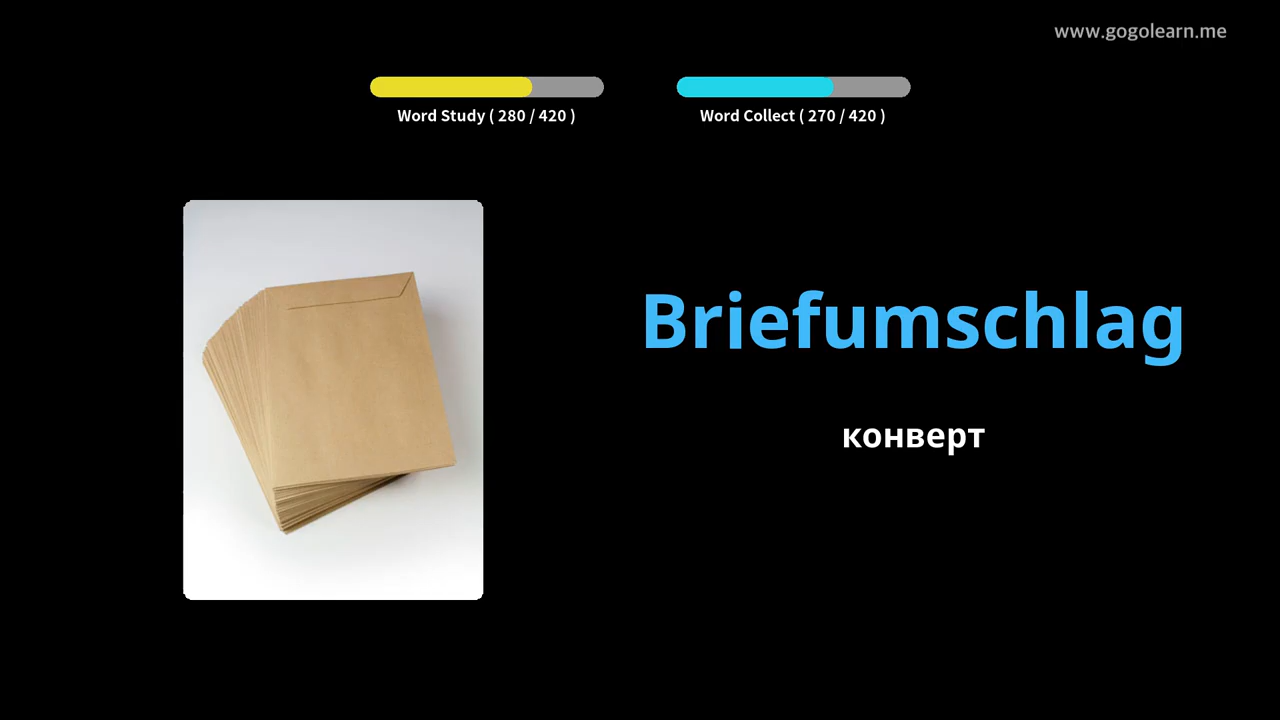 www.gogolearn.me
Word Study ( 280 / 420 )
Word Collect ( 270 / 420 )
Briefumschlag
конверт